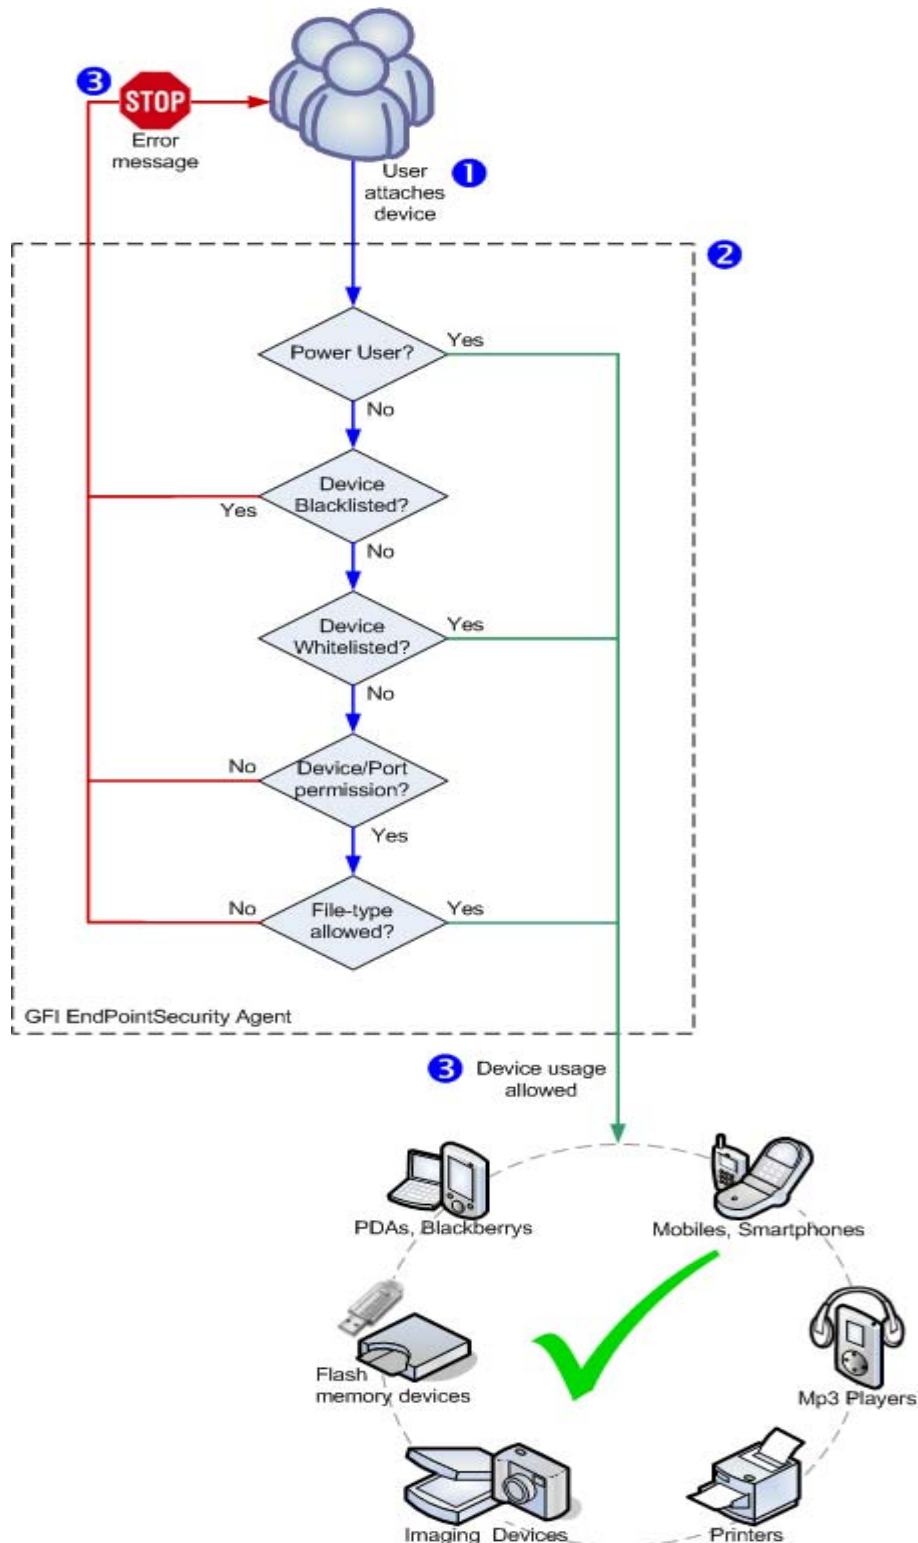 3
STOP
Error
message
User
attaches
device
1
2
Power User?
Yes
No
Device
Blacklisted?
Yes
No
Device
Whitelisted?
Yes
No
Device/Port
permission?
No
Yes
File-type
allowed?
No
Yes
GFI EndPointSecurity Agent
3
Device usage
allowed
PDAs, Blackberrys
Mobiles, Smartphones
Flash
memory devices
Mp3 Players
Imaging Devices
Printers